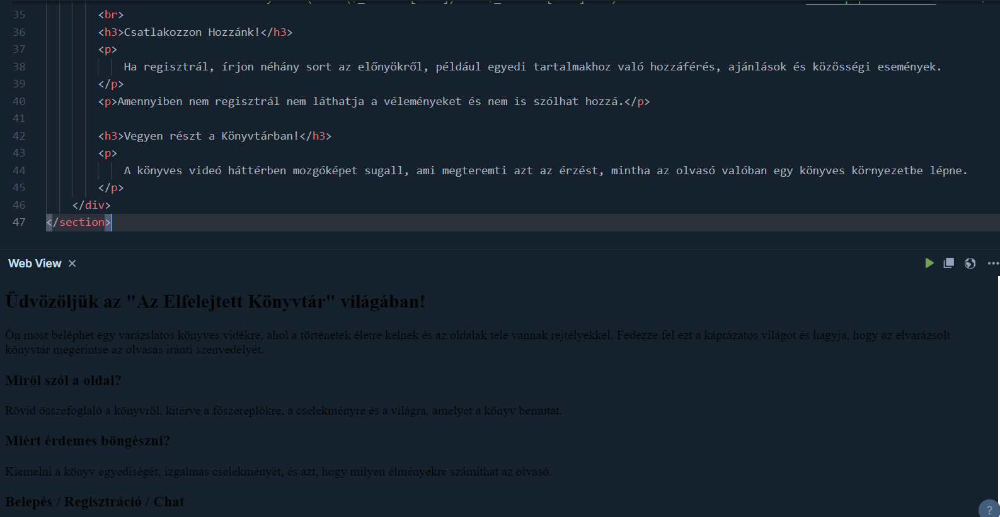 35 <br>
36 <h3>Csatlakozzon Hozzánk!</h3>
37 <p>
38 Ha regisztrál, írjon néhány sort az előnyökről, például egyedi tartalmakhoz való hozzáférés, ajánlások és közösségi események.
39 </p>
40 <p>Amennyiben nem regisztrál nem láthatja a véleményeket és nem is szólhat hozzá.</p>
41
42 <h3>Vegyen részt a Könyvtárban!</h3>
43 <p>
44 A könyves videó háttérben mozgóképet sugall, ami megteremti azt az érzést, mintha az olvasó valóban egy könyves környezetbe lépne.
45 </p>
46 </div>
47 </section>
Web View ×
Üdvözöljük az "Az Elfelejtett Könyvtár" világában!
Ön most beléphet egy varázslatos könyves vidékre, ahol a történetek életre kelnek és az oldalak tele vannak rejtélyekkel. Fedezze fel ezt a káprázatos világot és hagyja, hogy az elvarázsolt
könyvtár megérintse az olvasás iránti szenvedélyét.
Miről szól a oldal?
Rövid összefoglaló a könyvről, kitérve a főszereplőkre, a cselekményre és a világra, amelyet a könyv bemutat.
Miért érdemes böngészni?
Kiemelni a könyv egyediségét, izgalmas cselekményét, és azt, hogy milyen élményekre számíthat az olvasó.
Belepés / Regisztráció / Chat
?